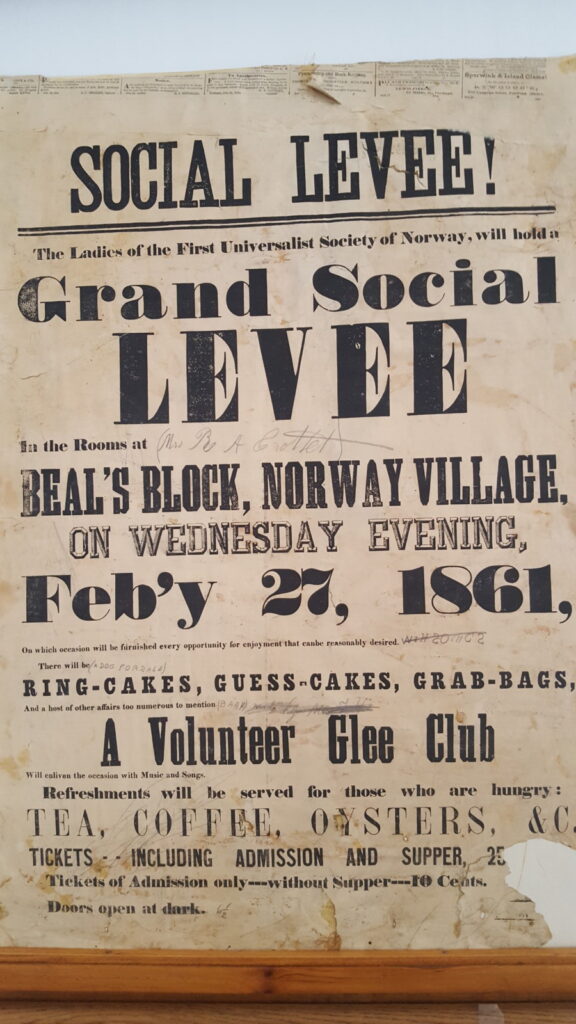 Sperwink & Island Clams!
SOCIAL LEVEE!
The Ladies of the First Universalist Society of Norway, will hold a
Grand Social
LEVEE
In the Rooms at
BEAL'S BLOCK, NORWAY VILLAGE,
ON WEDNESDAY EVENING,
Feb'y 27, 1861,
On which occasion will be furnished every opportunity for enjoyment that canbe reasonably desired.
There will be
RING-CAKES, GUESS-CAKES, GRAB-BAGS,
And a host of other affairs too numerous to mention
A Volunteer Glee Club
Will enliven the occasion with Music and Songs.
Refreshments will be served for those who are hungry:
TEA, COFFEE, OYSTERS, &C.
TICKETS - - INCLUDING ADMISSION AND SUPPER, 25
Tickets of Admission only---without Supper---10 Cents.
Doors open at dark.